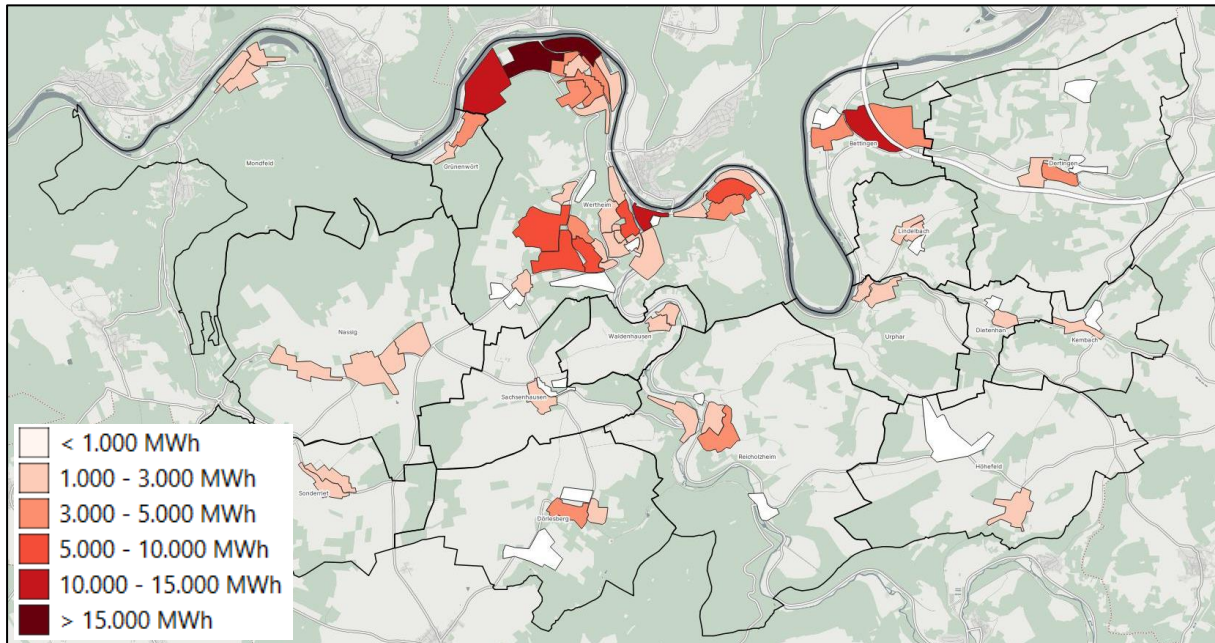 Mondfeld
Grünenwört
Bettingen
Dertingen
Wertheim
Lindelbach
Nassig
Waldenhausen
Urphar
Dietenhan
Kembach
Sachsenhausen
Reicholzheim
Höhefeld
Sonderriet
Dörlesberg
< 1.000 MWh
1.000 - 3.000 MWh
3.000 - 5.000 MWh
5.000 - 10.000 MWh
10.000 - 15.000 MWh
> 15.000 MWh